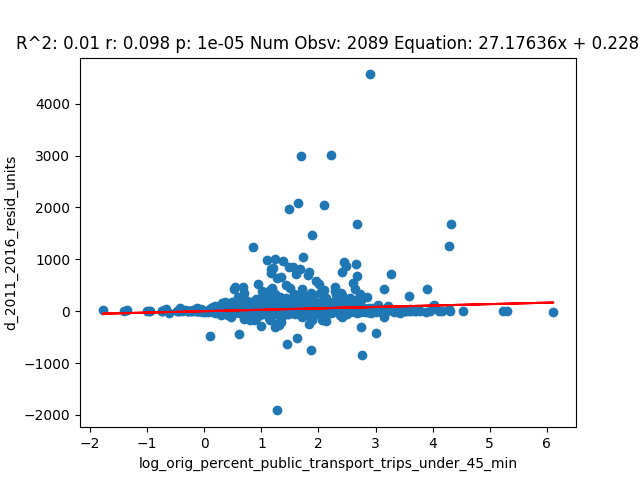 R^2: 0.01 r: 0.098 p: 1e-05 Num Obsv: 2089 Equation: 27.17636x + 0.228
d_2011_2016_resid_units
4000
3000
2000
1000
0
−1000
−2000
−2 −1 0 1 2 3 4 5 6
log_orig_percent_public_transport_trips_under_45_min